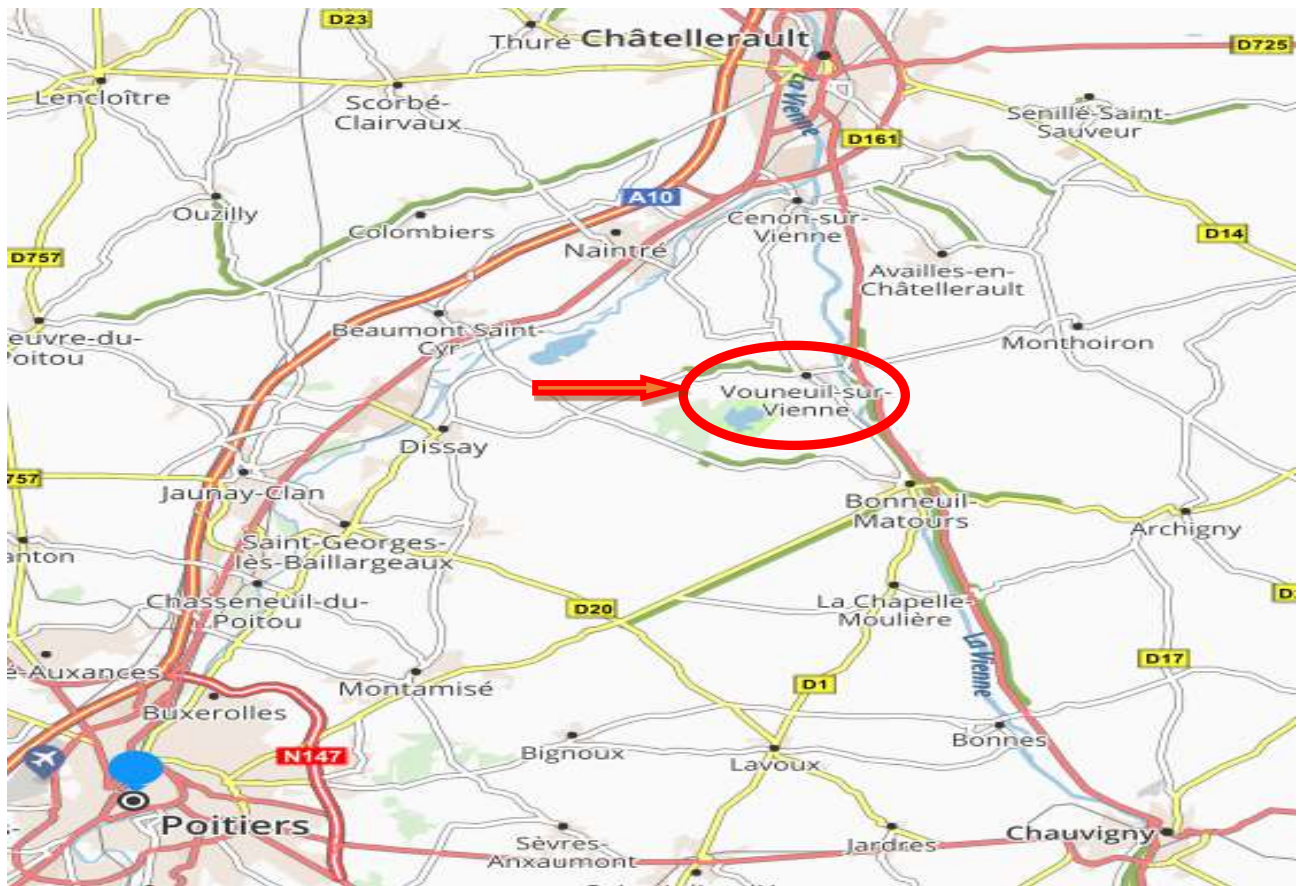 D23
Thuré
Châtellerault
D725
Lencloître
Scorbé-
Clairvaux
La Vienne
Senillé-Saint-
Sauveur
D161
A10
Ouzilly
Colombiers
Naintré
Cenon-sur-
Vienne
D14
D757
Availles-en-
Châtellerault
Beaumont Saint-
Cyr
euvre-du-
oitou
Monthoiron
Vouneuil-sur-
Vienne
Dissay
757
Jaunay-Clan
Bonneuil-
Matours
Archigny
anton
Saint-Georges-
lès-Baillargeaux
Chasseneuil-du-
Poitou
D20
La Chapelle-
Moulière
D
é-Auxances
Montamisé
La Vienne
D17
D1
Buxerolles
N147
Bignoux
Lavoux
Bonnes
Poitiers
Sèvres-
Anxaumont
Jardres
Chauvigny